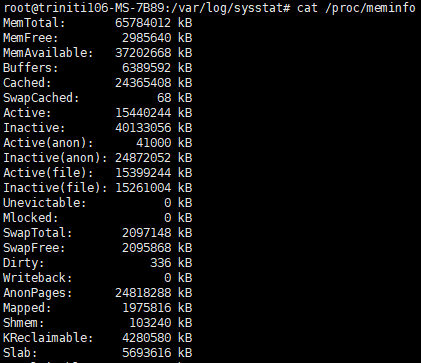 root@triniti106-MS-7B89:/var/log/sysstat# cat /proc/meminfo
MemTotal:       65784012 kB
MemFree:         2985640 kB
MemAvailable:   37202668 kB
Buffers:         6389592 kB
Cached:         24365408 kB
SwapCached:           68 kB
Active:         15440244 kB
Inactive:       40133056 kB
Active(anon):      41000 kB
Inactive(anon): 24872052 kB
Active(file):   15399244 kB
Inactive(file): 15261004 kB
Unevictable:           0 kB
Mlocked:               0 kB
SwapTotal:       2097148 kB
SwapFree:        2095868 kB
Dirty:               336 kB
Writeback:             0 kB
AnonPages:      24818288 kB
Mapped:          1975816 kB
Shmem:            103240 kB
KReclaimable:    4280580 kB
Slab:            5693616 kB